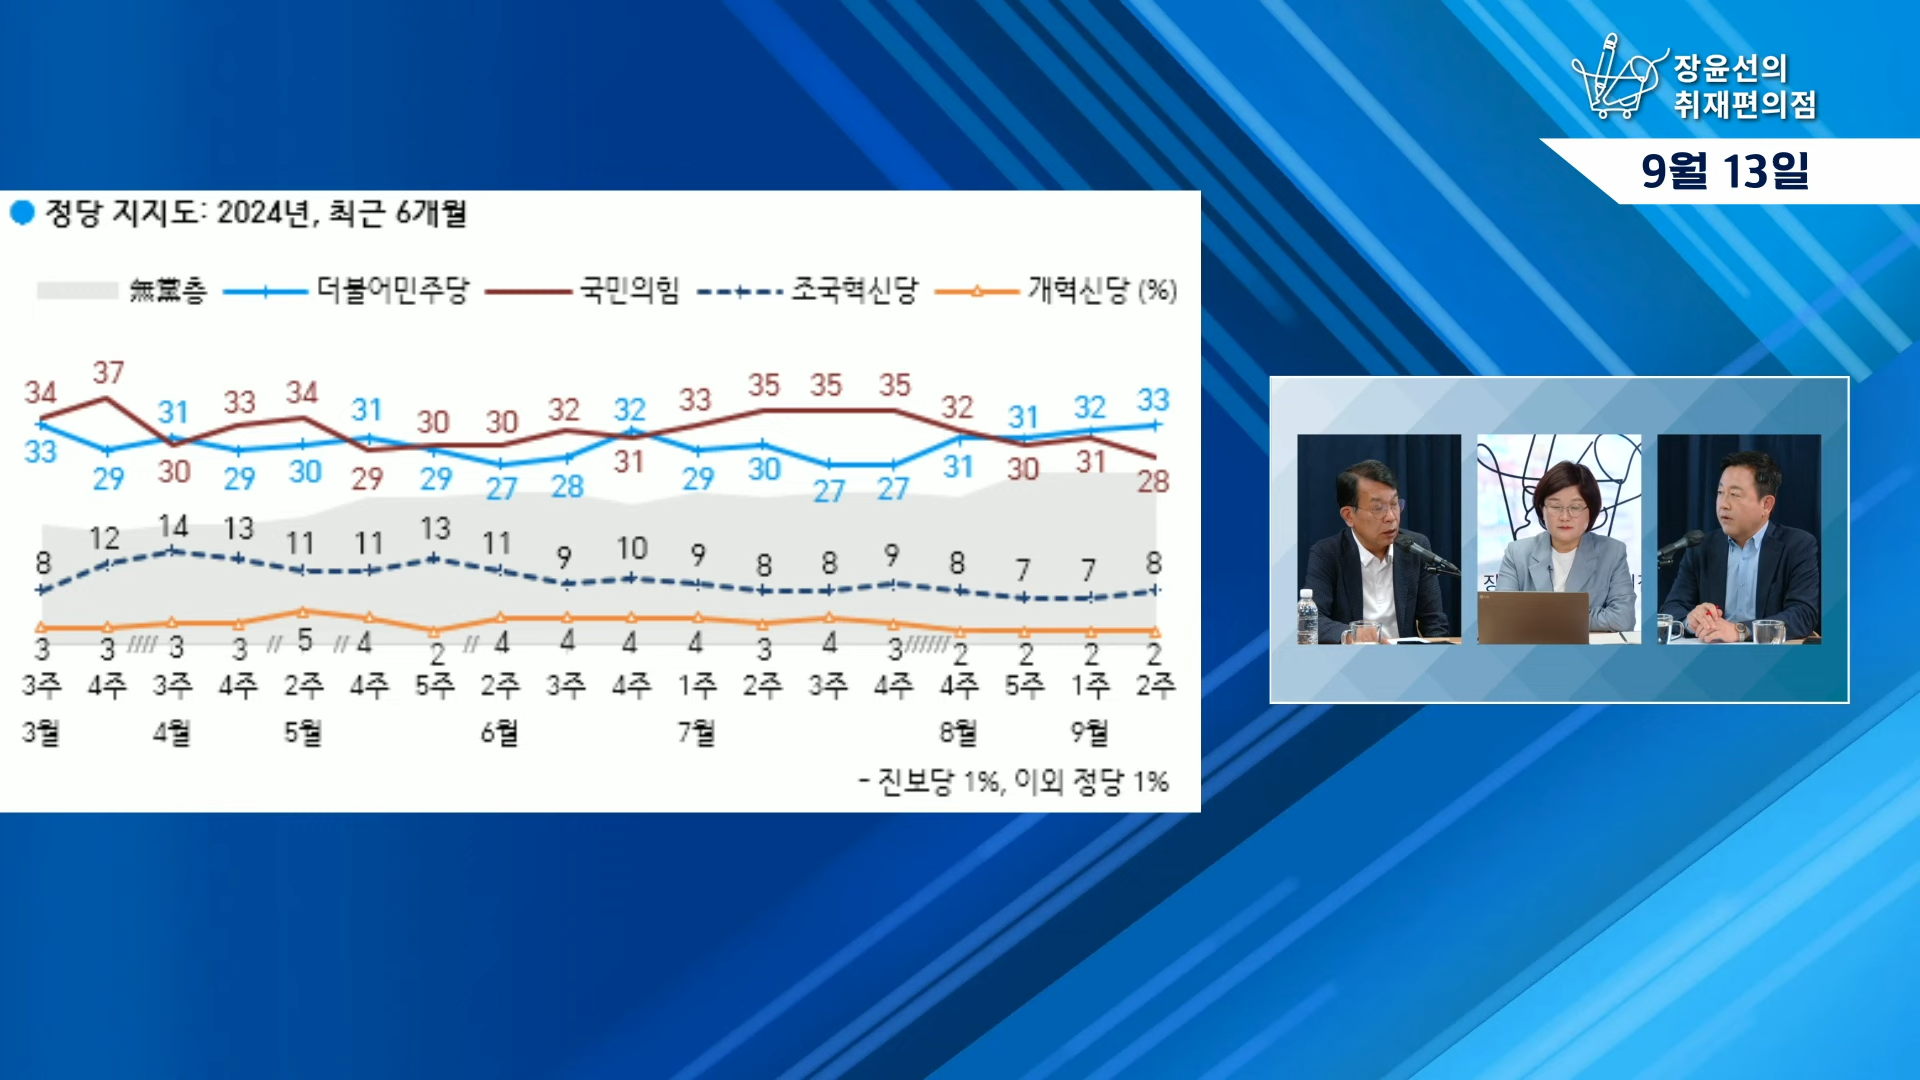 장윤선의
취재편의점
9월 13일
정당 지지도: 2024년, 최근 6개월
無黨층 더불어민주당 국민의힘 조국혁신당 개혁신당 (%)
34 37 31 33 34 31 30 30 32 32 33 35 35 35 32 31 32 33
33 29 30 29 30 29 29 27 28 31 29 30 27 27 31 30 31 28
8 12 14 13 11 11 13 11 9 10 9 8 8 9 8 7 7 8
3 3 //// 3 3 // 5 // 4 2 // 4 4 4 4 3 4 3 /////// 2 2 2 2
3주 4주 3주 4주 2주 4주 5주 2주 3주 4주 1주 2주 3주 4주 4주 5주 1주 2주
3월 4월 5월 6월 7월 8월 9월
- 진보당 1%, 이외 정당 1%